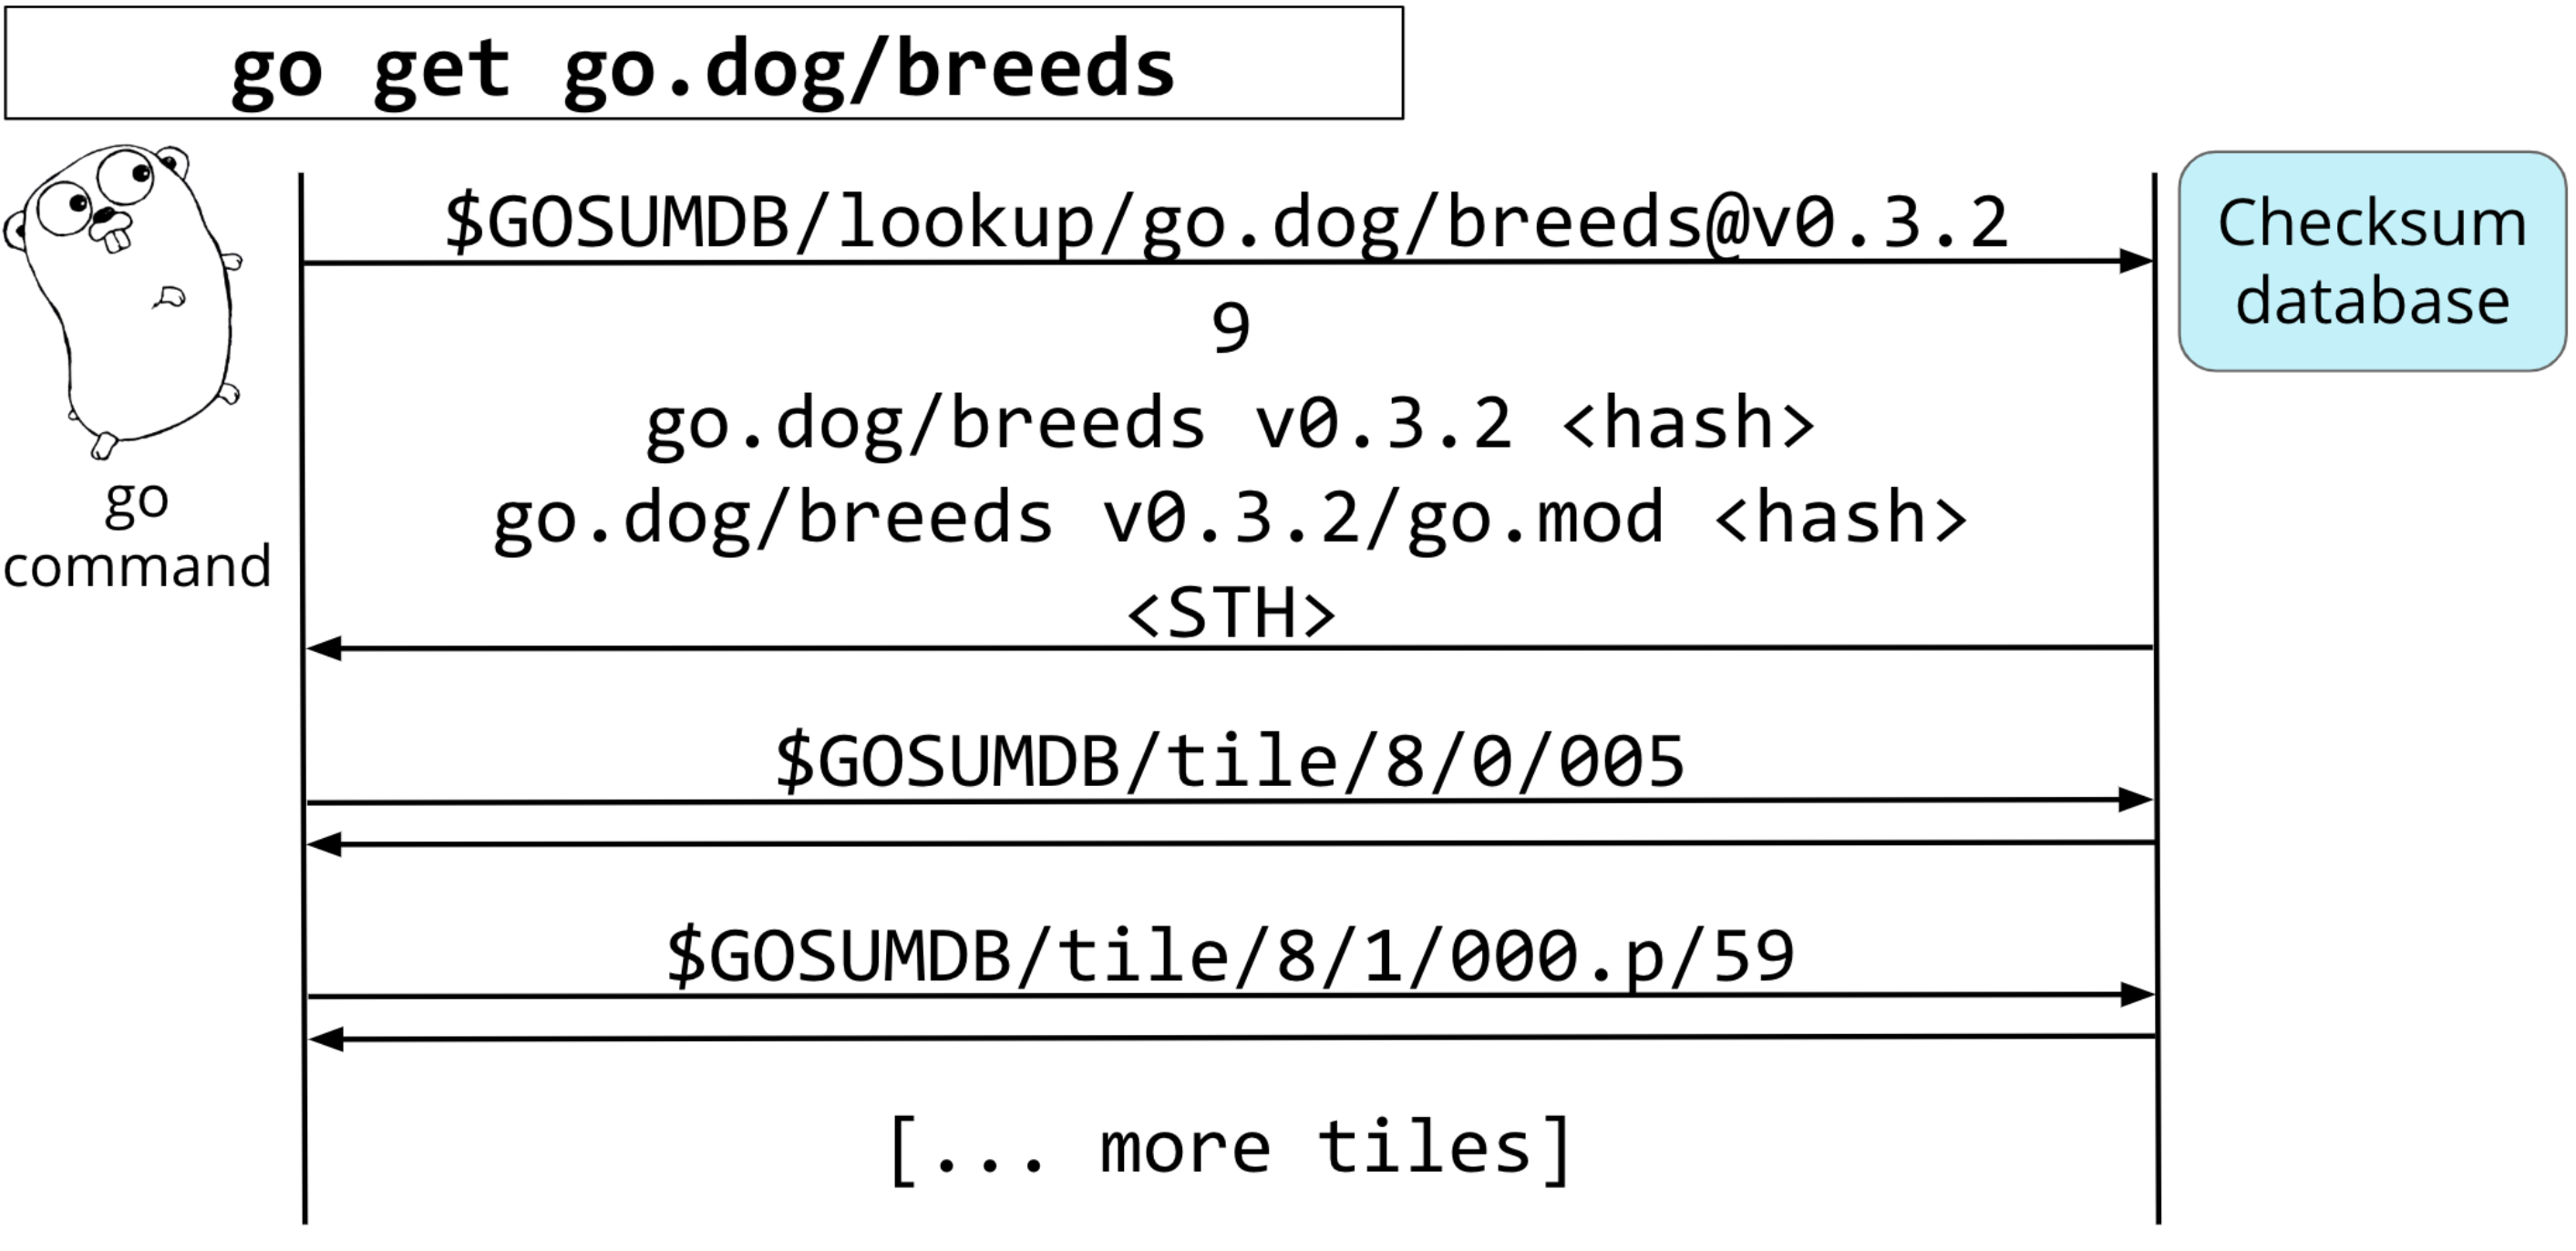 go get go.dog/breeds
$GOSUMDB/lookup/go.dog/breeds@v0.3.2
Checksum
database
9
go.dog/breeds v0.3.2 <hash>
go.dog/breeds v0.3.2/go.mod <hash>
<STH>
go
command
$GOSUMDB/tile/8/0/005
$GOSUMDB/tile/8/1/000.p/59
[... more tiles]